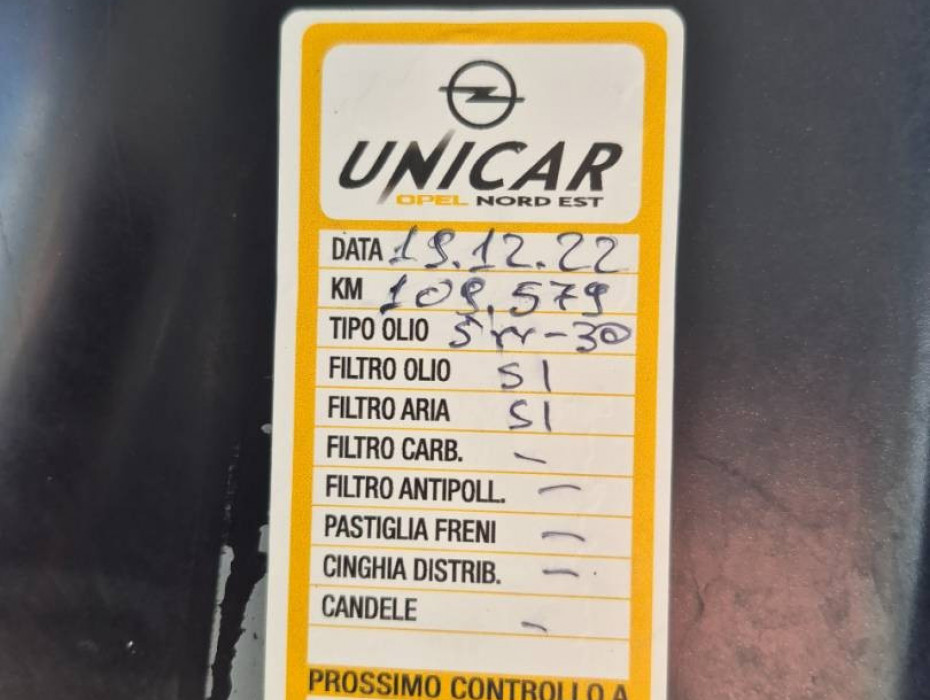 UNICAR
OPEL NORD EST
DATA 19.12.22
KM 109.579
TIPO OLIO 5w-30
FILTRO OLIO SI
FILTRO ARIA SI
FILTRO CARB. -
FILTRO ANTIPOLL. -
PASTIGLIA FRENI -
CINGHIA DISTRIB. -
CANDELE -
PROSSIMO CONTROLLO A